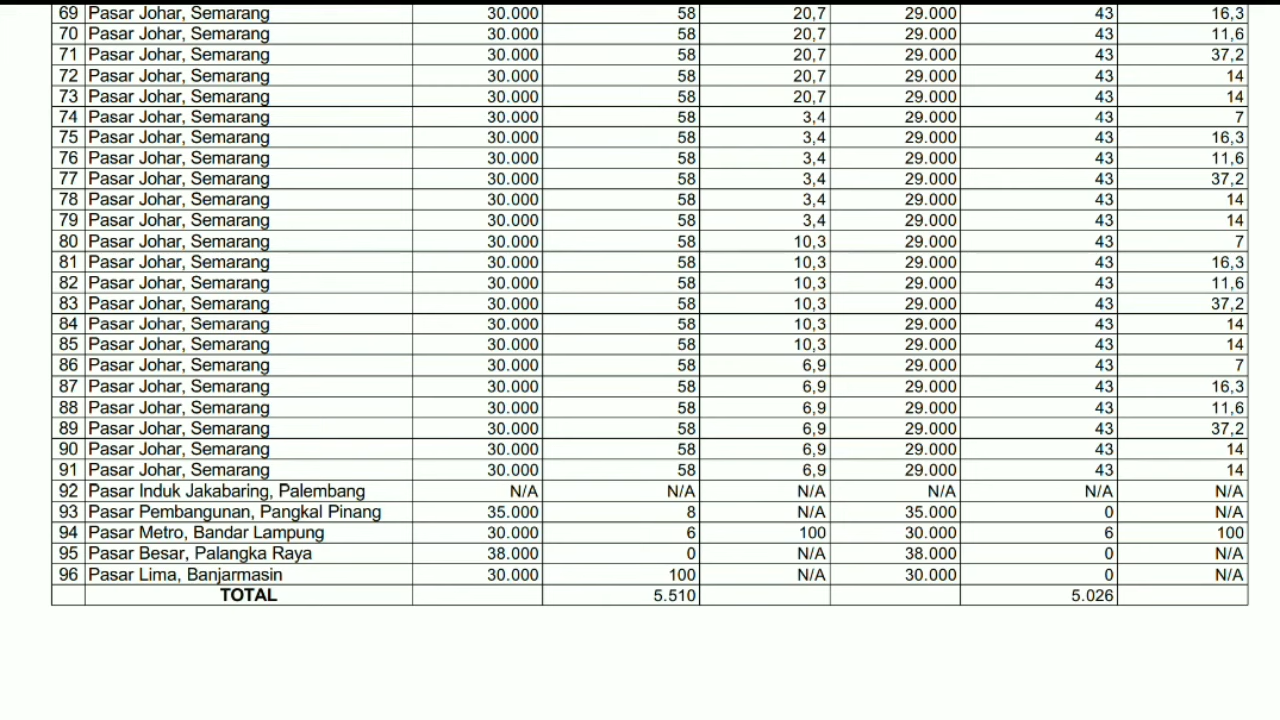 69 Pasar Johar, Semarang 30.000 58 20,7 29.000 43 16,3
70 Pasar Johar, Semarang 30.000 58 20,7 29.000 43 11,6
71 Pasar Johar, Semarang 30.000 58 20,7 29.000 43 37,2
72 Pasar Johar, Semarang 30.000 58 20,7 29.000 43 14
73 Pasar Johar, Semarang 30.000 58 20,7 29.000 43 14
74 Pasar Johar, Semarang 30.000 58 3,4 29.000 43 7
75 Pasar Johar, Semarang 30.000 58 3,4 29.000 43 16,3
76 Pasar Johar, Semarang 30.000 58 3,4 29.000 43 11,6
77 Pasar Johar, Semarang 30.000 58 3,4 29.000 43 37,2
78 Pasar Johar, Semarang 30.000 58 3,4 29.000 43 14
79 Pasar Johar, Semarang 30.000 58 3,4 29.000 43 14
80 Pasar Johar, Semarang 30.000 58 10,3 29.000 43 7
81 Pasar Johar, Semarang 30.000 58 10,3 29.000 43 16,3
82 Pasar Johar, Semarang 30.000 58 10,3 29.000 43 11,6
83 Pasar Johar, Semarang 30.000 58 10,3 29.000 43 37,2
84 Pasar Johar, Semarang 30.000 58 10,3 29.000 43 14
85 Pasar Johar, Semarang 30.000 58 10,3 29.000 43 14
86 Pasar Johar, Semarang 30.000 58 6,9 29.000 43 7
87 Pasar Johar, Semarang 30.000 58 6,9 29.000 43 16,3
88 Pasar Johar, Semarang 30.000 58 6,9 29.000 43 11,6
89 Pasar Johar, Semarang 30.000 58 6,9 29.000 43 37,2
90 Pasar Johar, Semarang 30.000 58 6,9 29.000 43 14
91 Pasar Johar, Semarang 30.000 58 6,9 29.000 43 14
92 Pasar Induk Jakabaring, Palembang N/A N/A N/A N/A N/A N/A
93 Pasar Pembangunan, Pangkal Pinang 35.000 8 N/A 35.000 0 N/A
94 Pasar Metro, Bandar Lampung 30.000 6 100 30.000 6 100
95 Pasar Besar, Palangka Raya 38.000 0 N/A 38.000 0 N/A
96 Pasar Lima, Banjarmasin 30.000 100 N/A 30.000 0 N/A
TOTAL 5.510 5.026